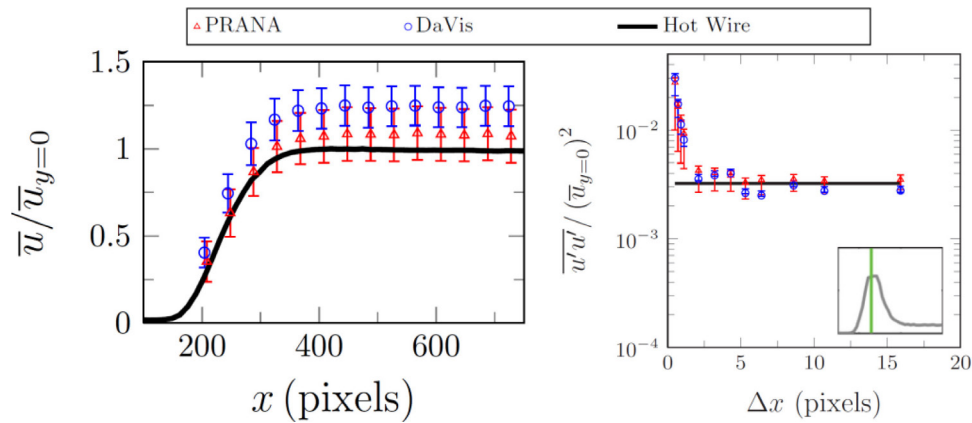 PRANA DaVis Hot Wire
1.5
1
0.5
0
200 400 600
x (pixels)
u̅/u̅_{y=0}
10⁻²
10⁻³
10⁻⁴
0 5 10 15 20
Δx (pixels)
\overline{u'u'}/(u̅_{y=0})²